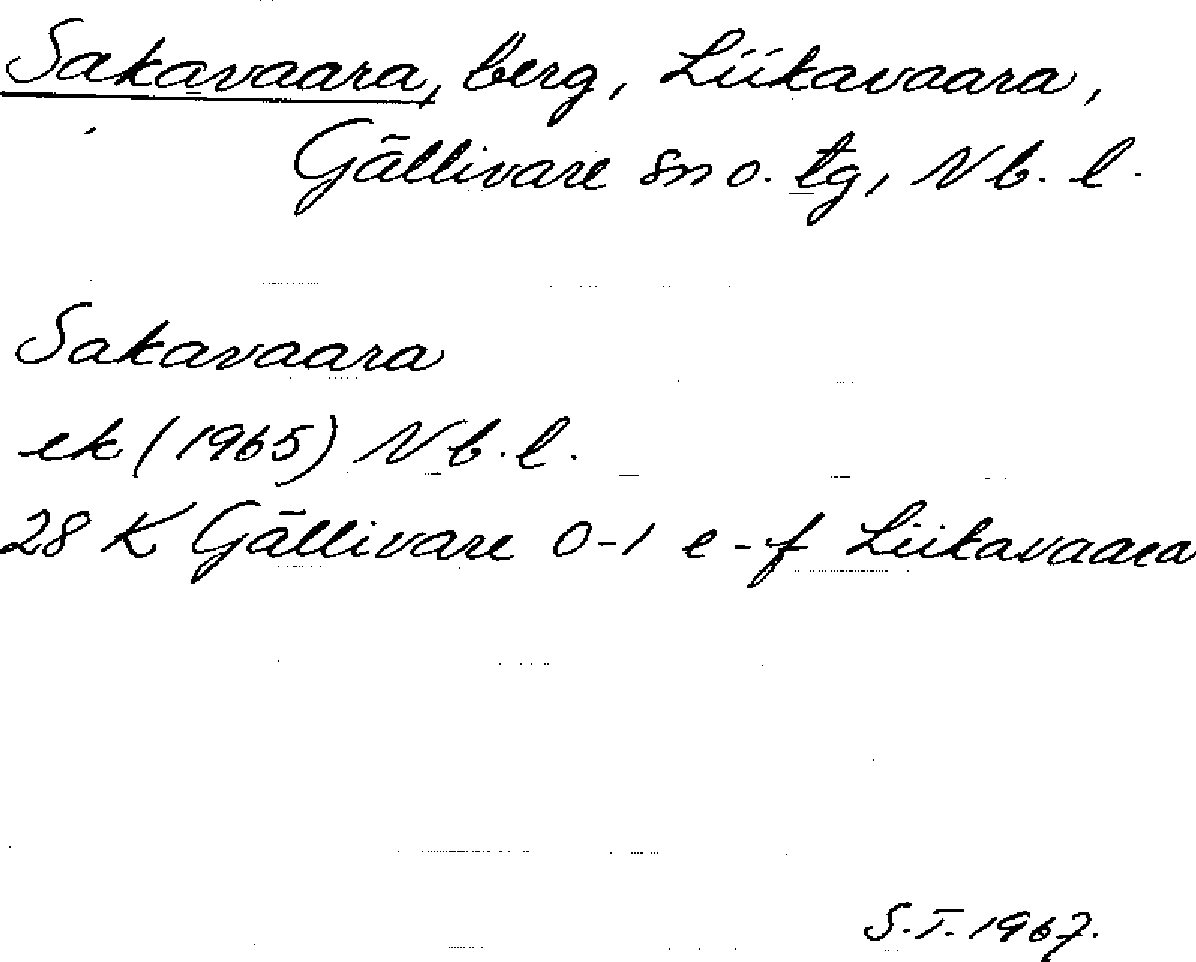 Sakavaara, berg, Liikavaara,
Gällivare sn o. tg, Nb. l.
Sakavaara
ek (1965) Nb. l.
28 K Gällivare 0-1 e-f Liikavaara
S.T. 1967.